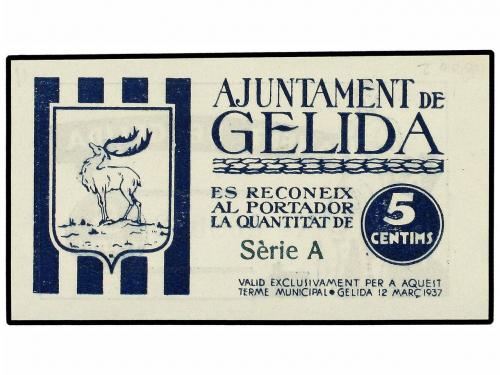 AJUNTAMENT DE
GELIDA
ES RECONEIX
AL PORTADOR
LA QUANTITAT DE
5
CENTIMS
Sèrie A
VALID EXCLUSIVAMENT PER A AQUEST
TERME MUNICIPAL • GELIDA 12 MARÇ 1937